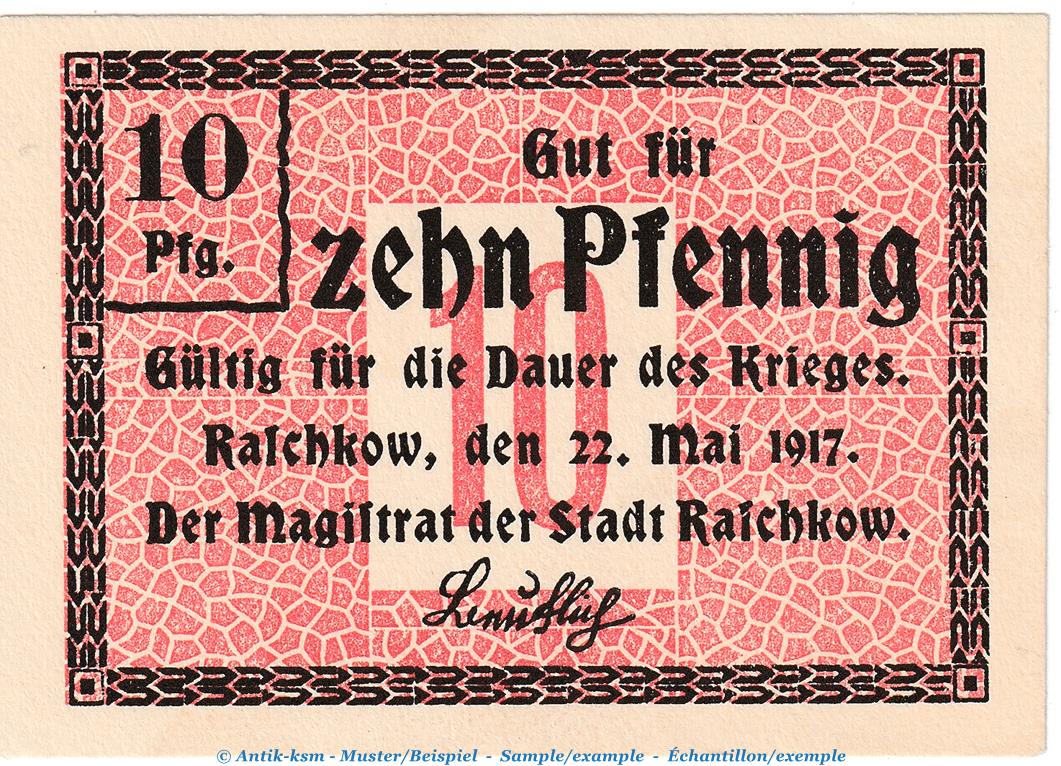 10
Pfg.
Gut für
zehn Pfennig
10
Gültig für die Dauer des Krieges.
Raſchkow, den 22. Mai 1917.
Der Magiſtrat der Stadt Raſchkow.
© Antik-ksm - Muster/Beispiel - Sample/example - Échantillon/exemple